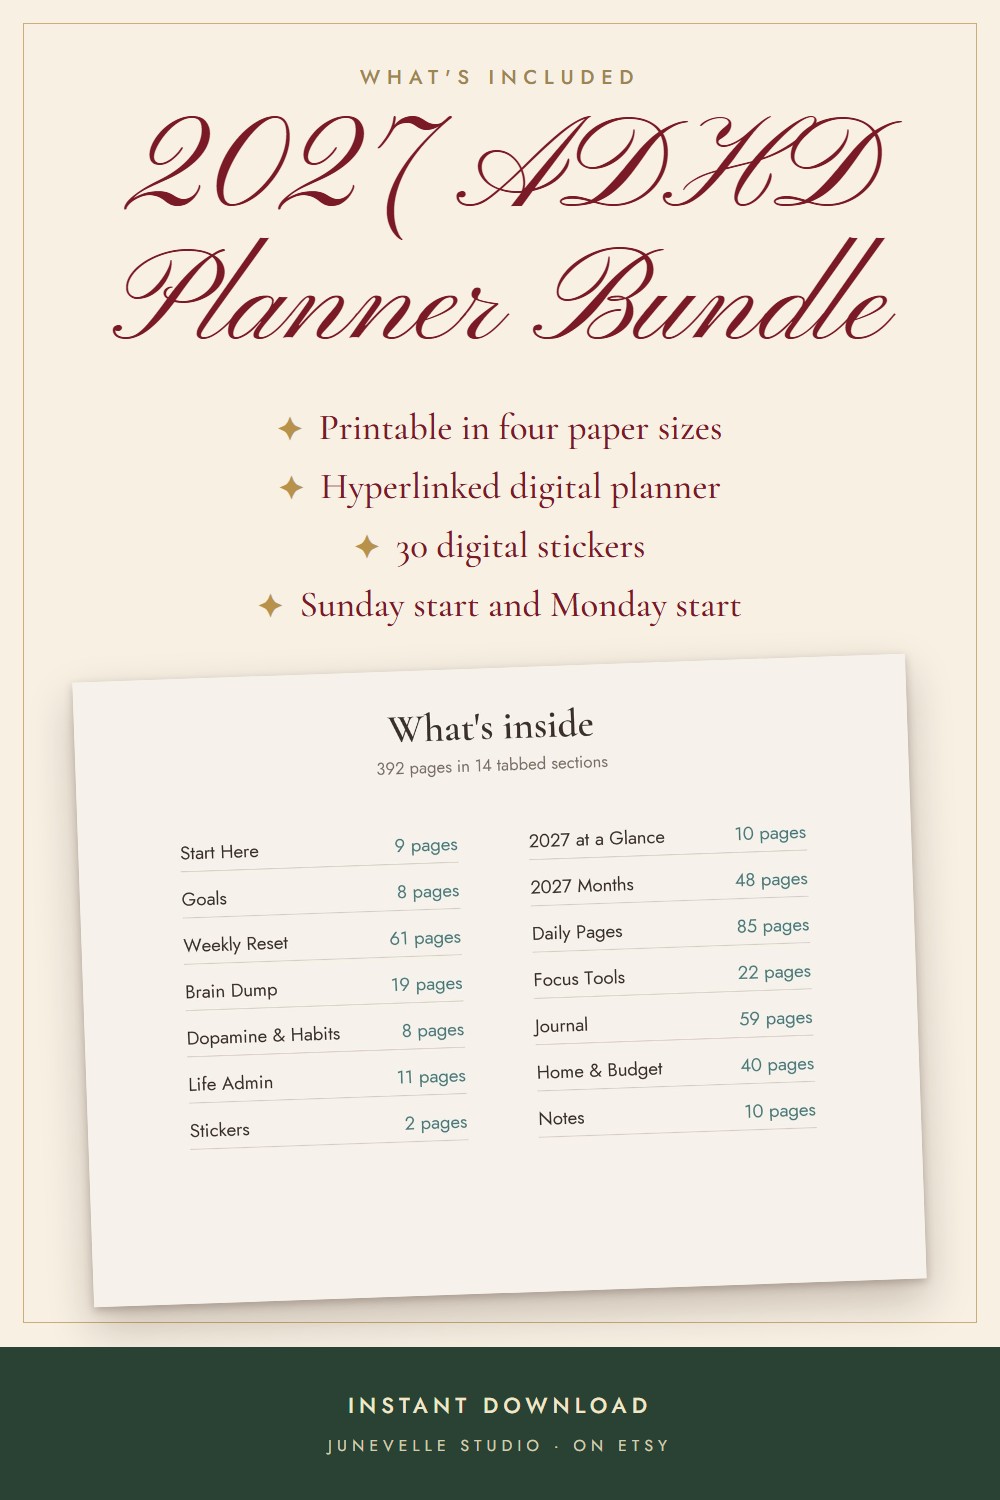 WHAT'S INCLUDED
2027 ADHD
Planner Bundle
Printable in four paper sizes
Hyperlinked digital planner
30 digital stickers
Sunday start and Monday start
What's inside
392 pages in 14 tabbed sections
Start Here 9 pages
Goals 8 pages
Weekly Reset 61 pages
Brain Dump 19 pages
Dopamine & Habits 8 pages
Life Admin 11 pages
Stickers 2 pages
2027 at a Glance 10 pages
2027 Months 48 pages
Daily Pages 85 pages
Focus Tools 22 pages
Journal 59 pages
Home & Budget 40 pages
Notes 10 pages
INSTANT DOWNLOAD
JUNEVELLE STUDIO · ON ETSY